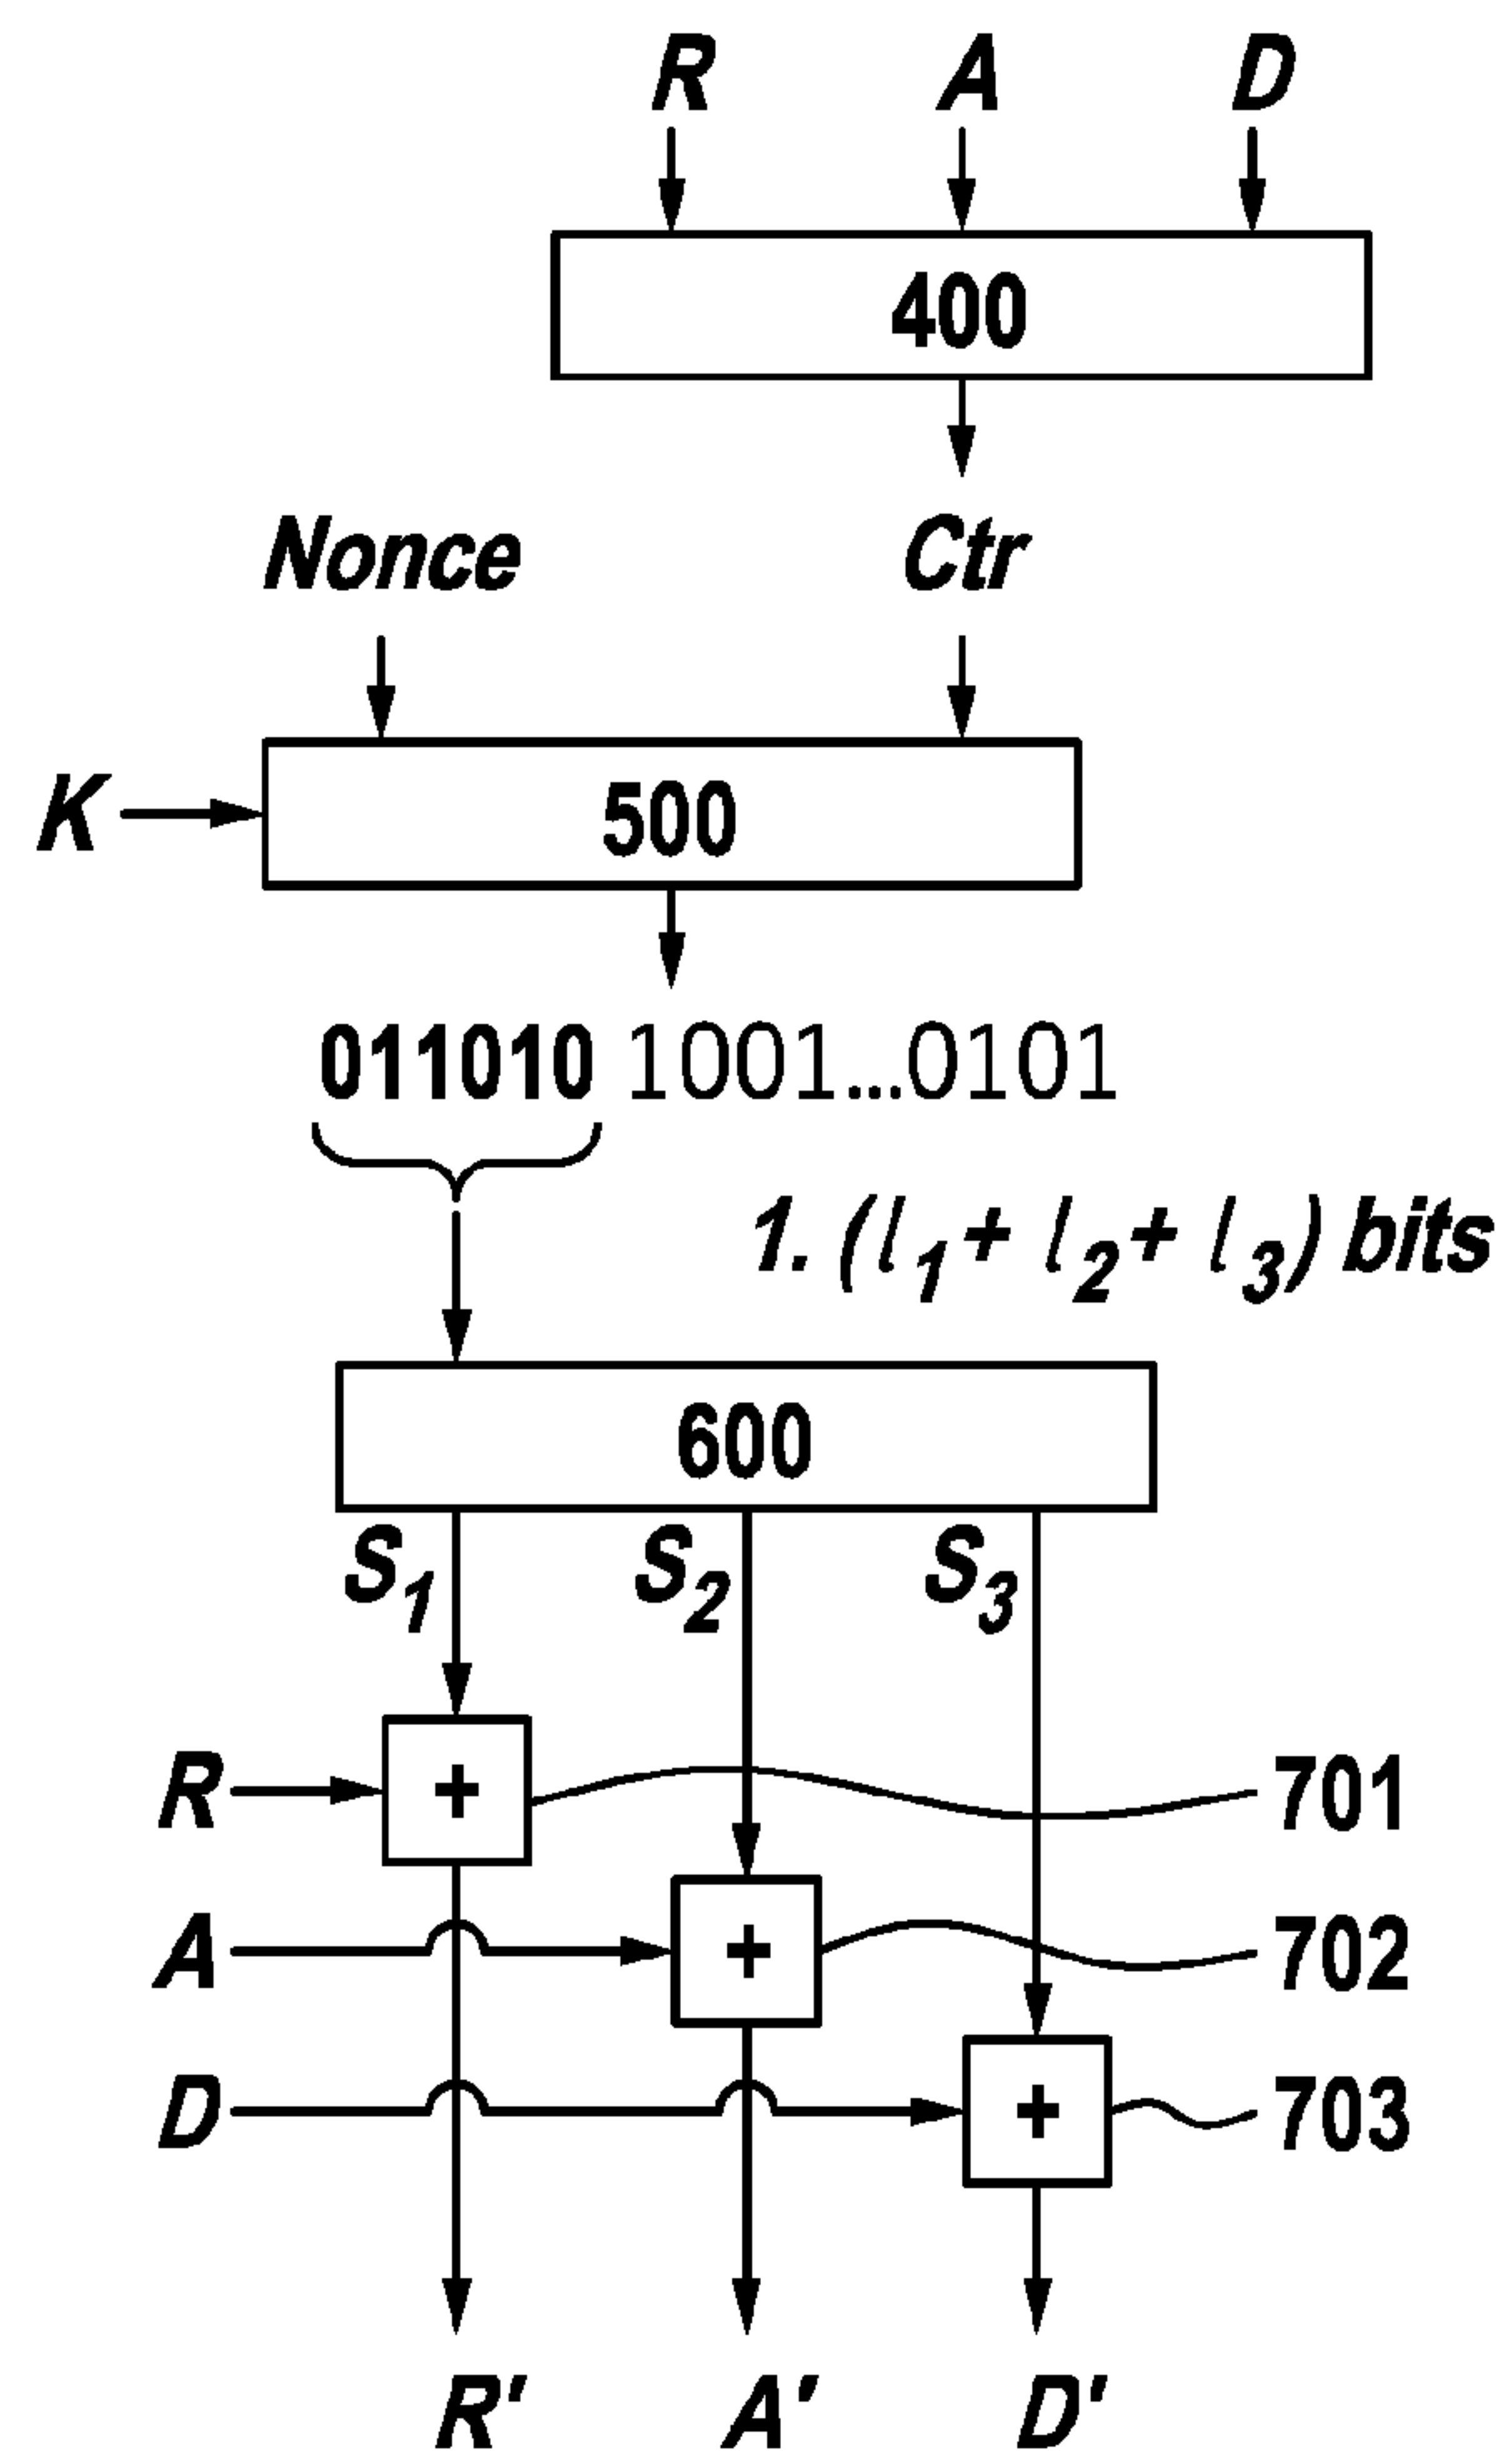 R A D
400
Nonce Ctr
K 500
011010 1001...0101
1. (l1+ l2+ l3) bits
600
S1 S2 S3
R + 701
A + 702
D + 703
R' A' D'